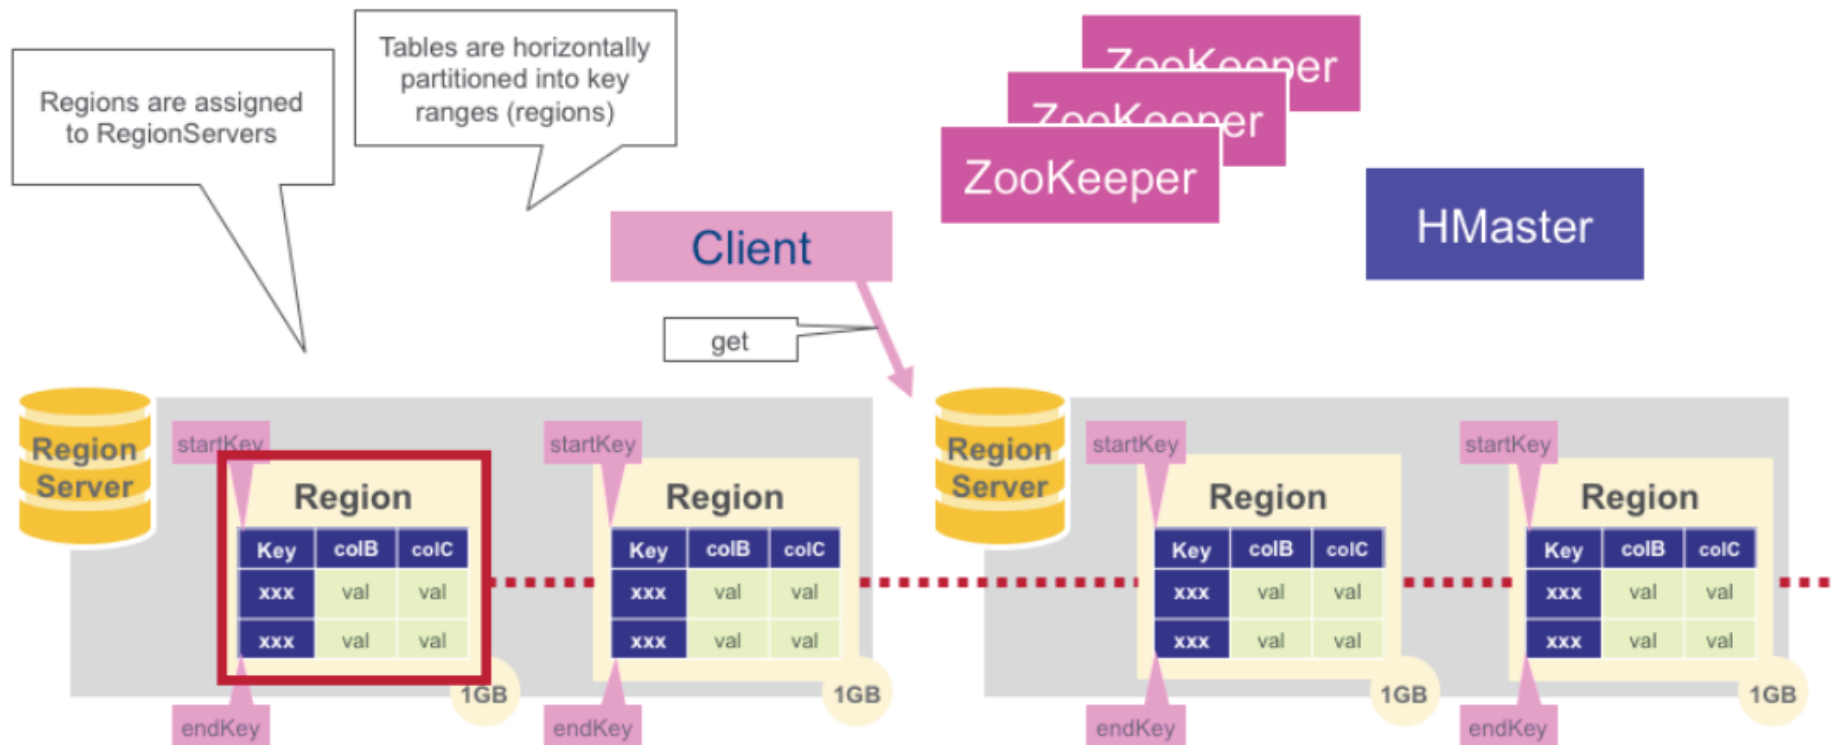 Regions are assigned
to RegionServers
Tables are horizontally
partitioned into key
ranges (regions)
ZooKeeper
ZooKeeper
ZooKeeper
HMaster
Client
get
Region
Server
startKey
Region
Key colB colC
xxx val val
xxx val val
1GB
endKey
startKey
Region
Key colB colC
xxx val val
xxx val val
1GB
endKey
Region
Server
startKey
Region
Key colB colC
xxx val val
xxx val val
1GB
endKey
startKey
Region
Key colB colC
xxx val val
xxx val val
1GB
endKey